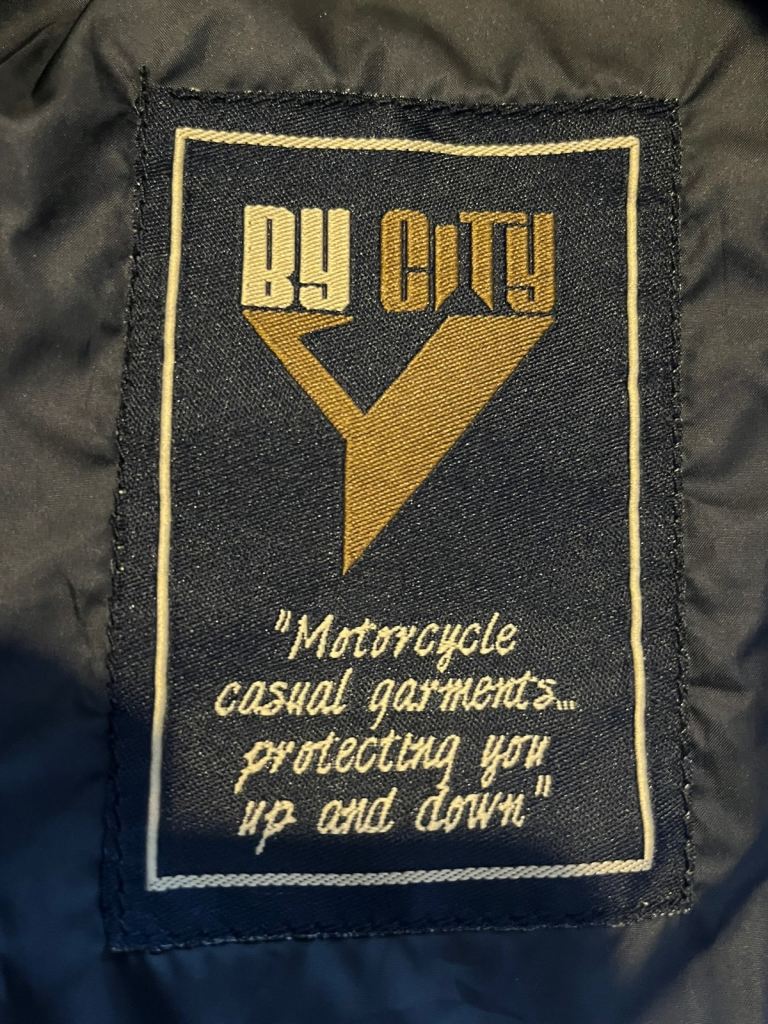 BY CITY
"Motorcycle
casual garments...
protecting you
up and down"